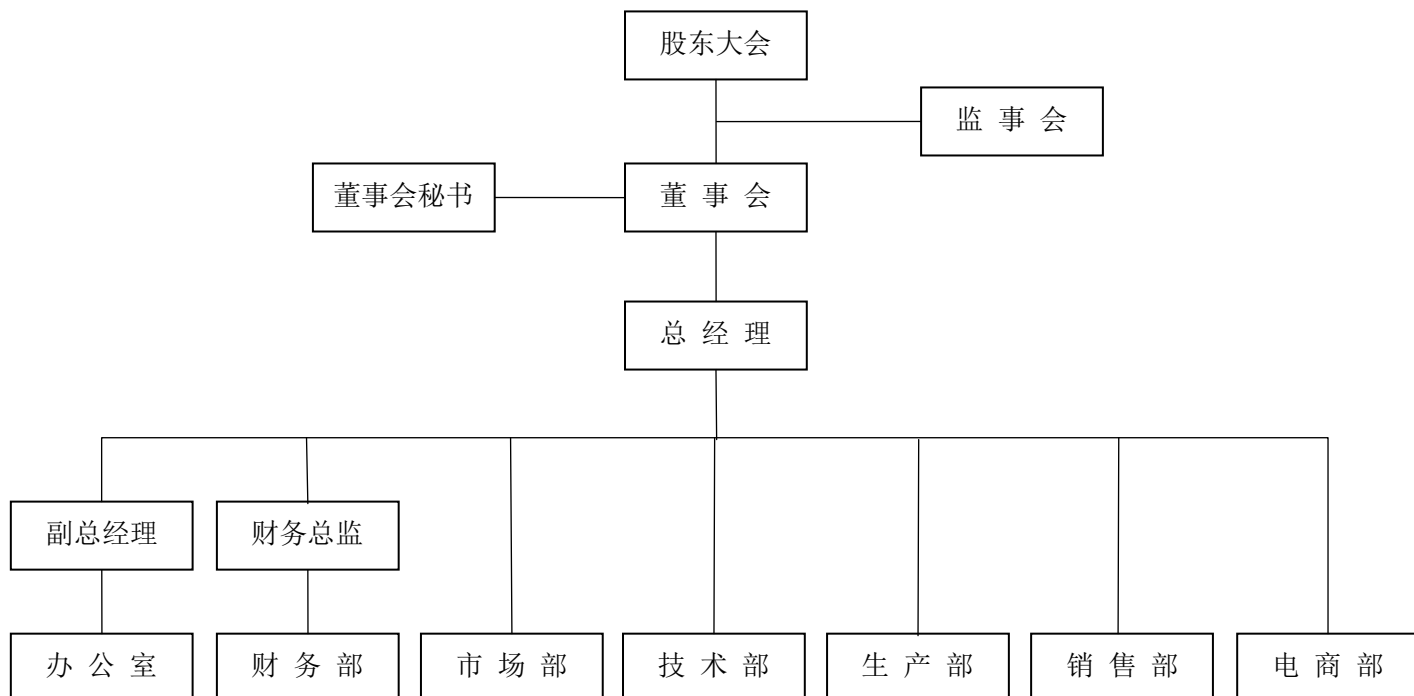 股东大会
监 事 会
董事会秘书
董 事 会
总 经 理
副总经理
财务总监
办 公 室
财 务 部
市 场 部
技 术 部
生 产 部
销 售 部
电 商 部